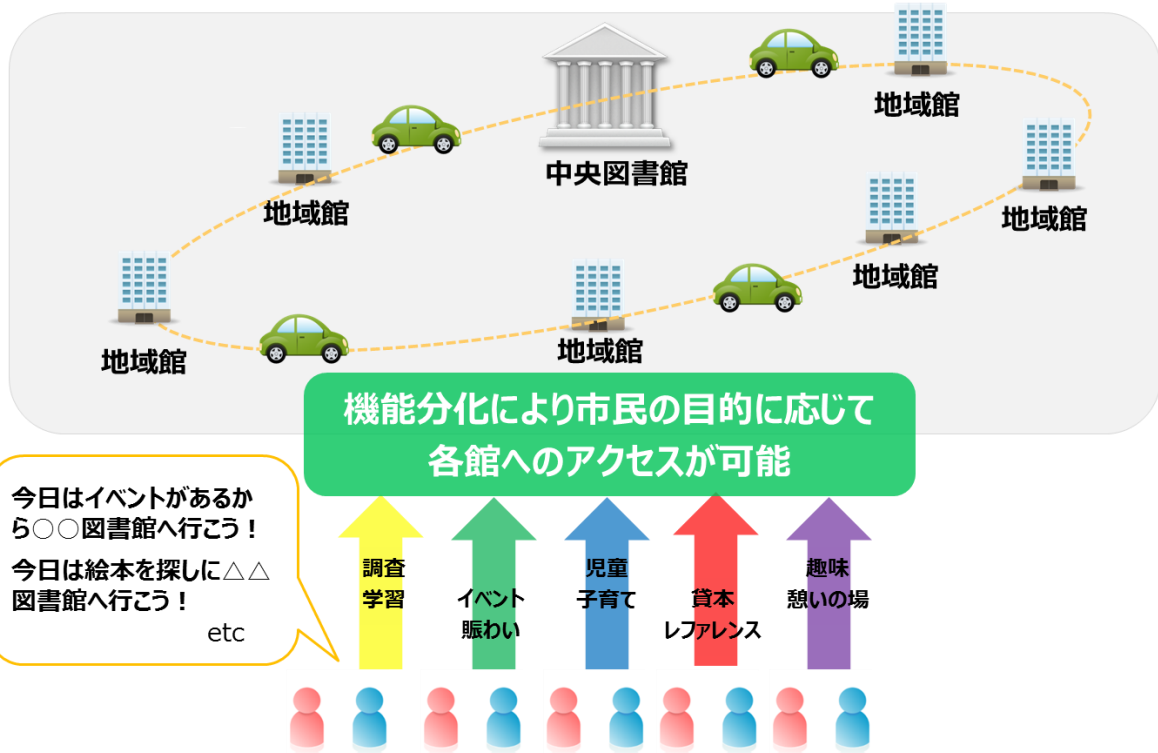 地域館
中央図書館
地域館
地域館
地域館
地域館
地域館
機能分化により市民の目的に応じて
各館へのアクセスが可能
今日はイベントがあるか
ら○○図書館へ行こう！
今日は絵本を探しに△△
図書館へ行こう！
etc
調査
学習
イベント
賑わい
児童
子育て
貸本
レファレンス
趣味
憩いの場